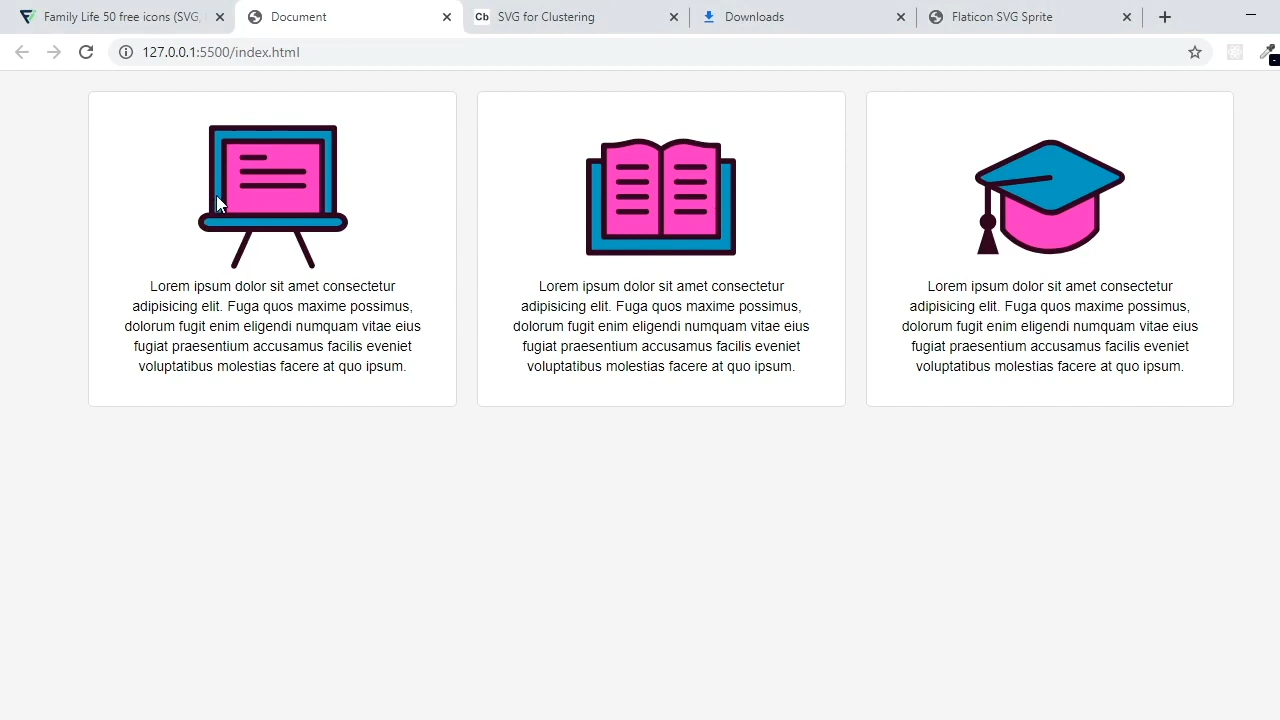 Family Life 50 free icons (SVG,
Document
Cb SVG for Clustering
Downloads
Flaticon SVG Sprite
127.0.0.1:5500/index.html
Lorem ipsum dolor sit amet consectetur
adipisicing elit. Fuga quos maxime possimus,
dolorum fugit enim eligendi numquam vitae eius
fugiat praesentium accusamus facilis eveniet
voluptatibus molestias facere at quo ipsum.
Lorem ipsum dolor sit amet consectetur
adipisicing elit. Fuga quos maxime possimus,
dolorum fugit enim eligendi numquam vitae eius
fugiat praesentium accusamus facilis eveniet
voluptatibus molestias facere at quo ipsum.
Lorem ipsum dolor sit amet consectetur
adipisicing elit. Fuga quos maxime possimus,
dolorum fugit enim eligendi numquam vitae eius
fugiat praesentium accusamus facilis eveniet
voluptatibus molestias facere at quo ipsum.